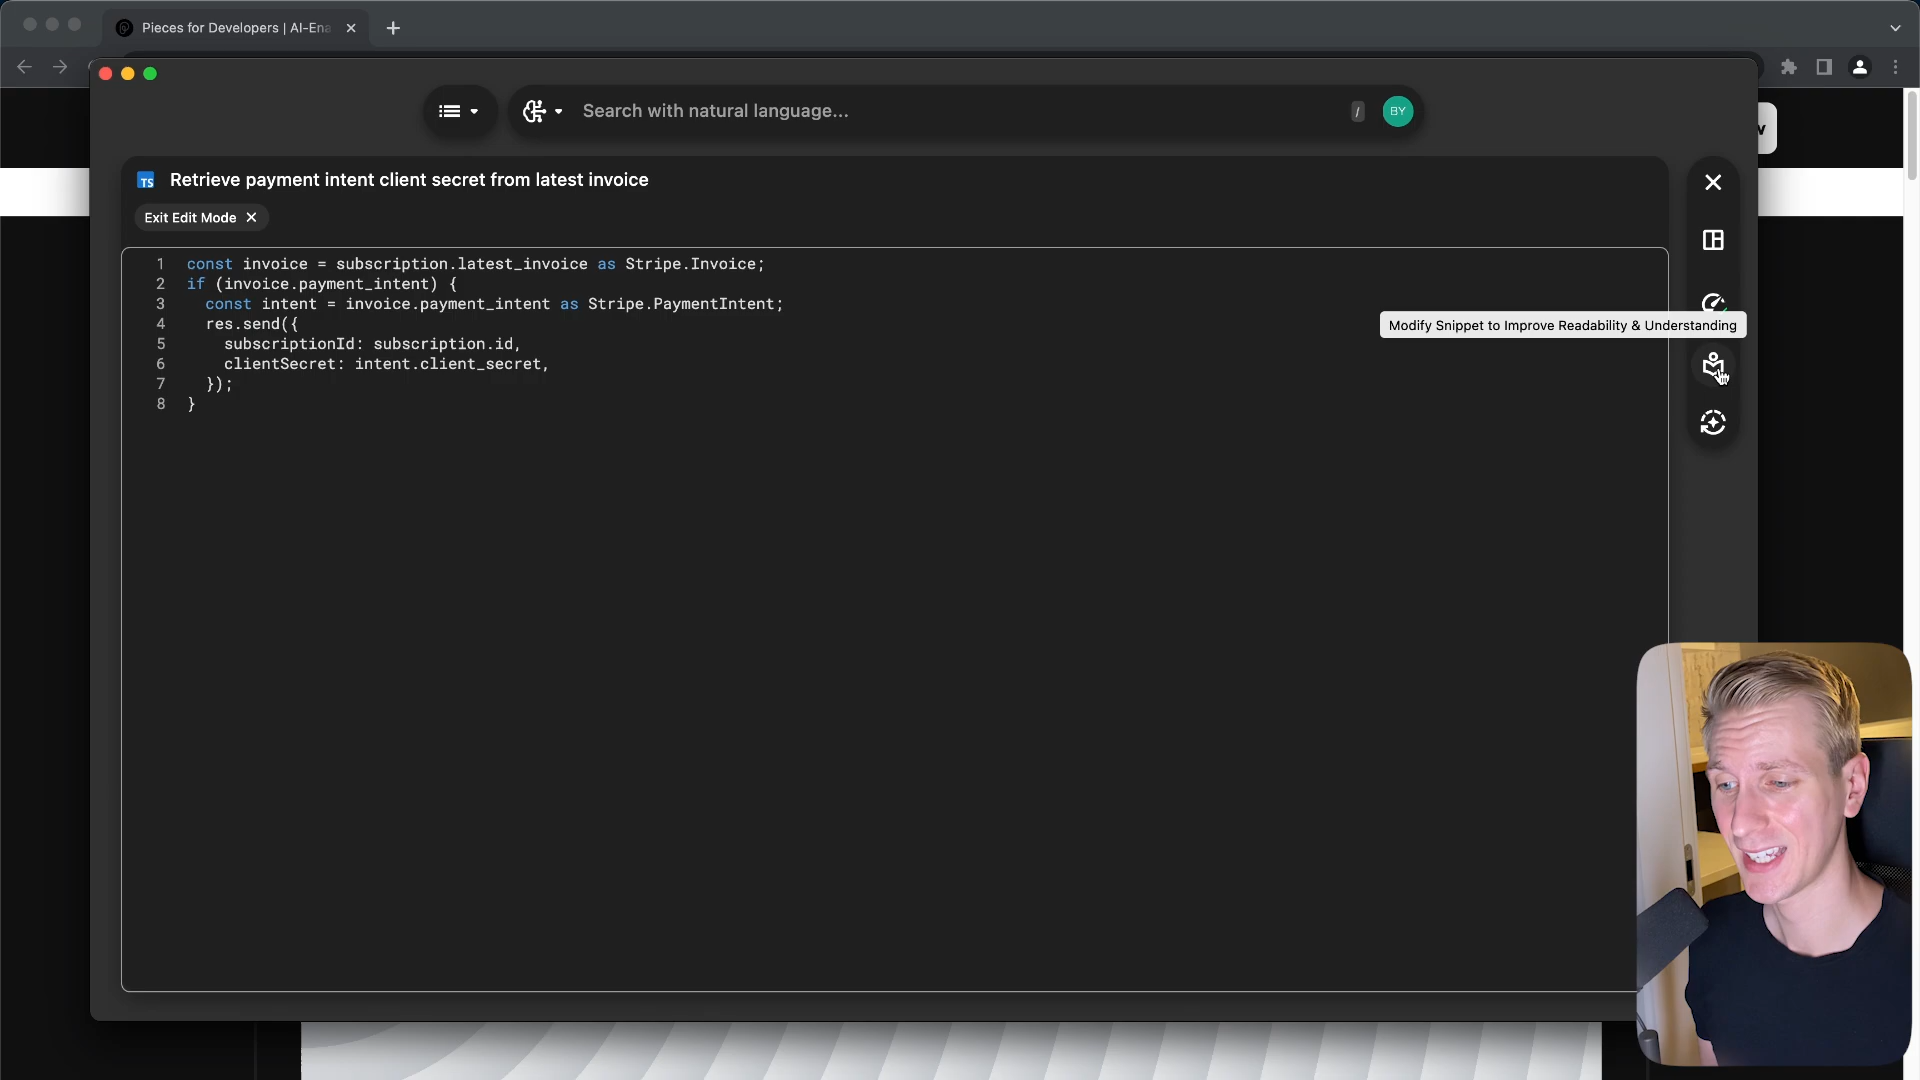 Pieces for Developers | AI-Ena
Search with natural language...
/
BY
TS Retrieve payment intent client secret from latest invoice
Exit Edit Mode
1 const invoice = subscription.latest_invoice as Stripe.Invoice;
2 if (invoice.payment_intent) {
3 const intent = invoice.payment_intent as Stripe.PaymentIntent;
4 res.send({
5 subscriptionId: subscription.id,
6 clientSecret: intent.client_secret,
7 });
8 }
Modify Snippet to Improve Readability & Understanding